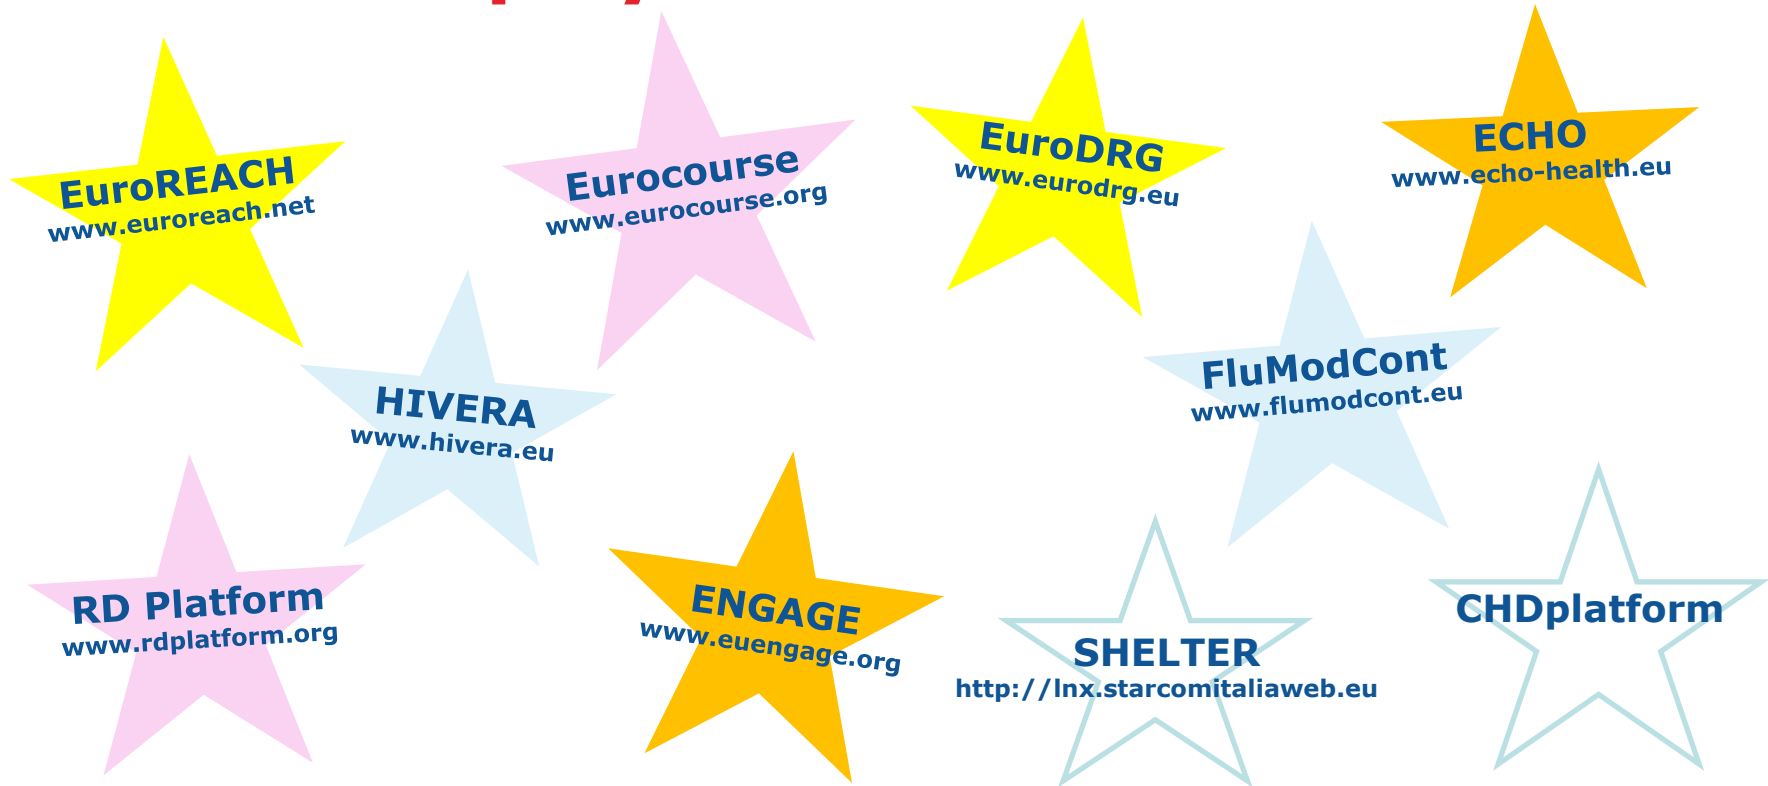 EuroREACH
www.euroreach.net
Eurocourse
www.eurocourse.org
EuroDRG
www.eurodrg.eu
ECHO
www.echo-health.eu
HIVERA
www.hivera.eu
FluModCont
www.flumodcont.eu
RD Platform
www.rdplatform.org
ENGAGE
www.euengage.org
SHELTER
http://lnx.starcomitaliaweb.eu
CHDplatform